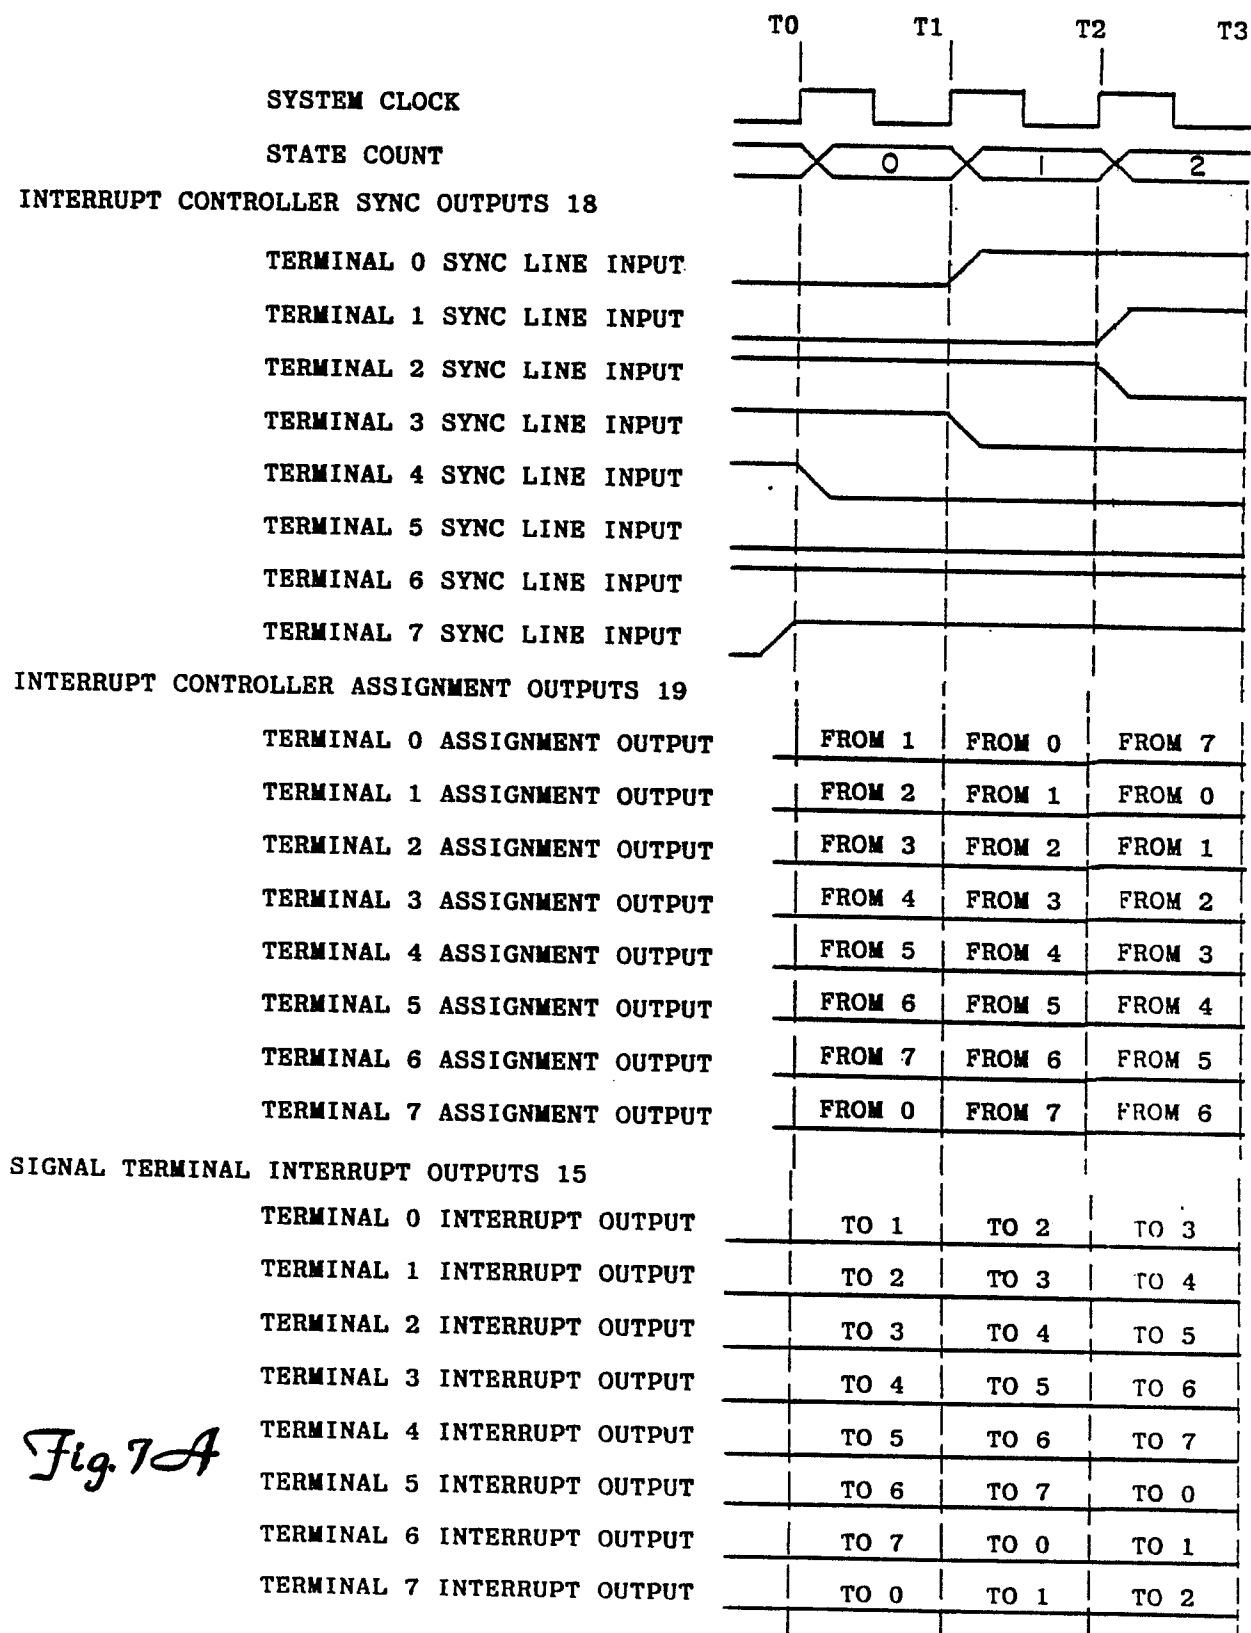 T0 T1 T2 T3
SYSTEM CLOCK
STATE COUNT 0 1 2
INTERRUPT CONTROLLER SYNC OUTPUTS 18
TERMINAL 0 SYNC LINE INPUT
TERMINAL 1 SYNC LINE INPUT
TERMINAL 2 SYNC LINE INPUT
TERMINAL 3 SYNC LINE INPUT
TERMINAL 4 SYNC LINE INPUT
TERMINAL 5 SYNC LINE INPUT
TERMINAL 6 SYNC LINE INPUT
TERMINAL 7 SYNC LINE INPUT
INTERRUPT CONTROLLER ASSIGNMENT OUTPUTS 19
TERMINAL 0 ASSIGNMENT OUTPUT FROM 1 FROM 0 FROM 7
TERMINAL 1 ASSIGNMENT OUTPUT FROM 2 FROM 1 FROM 0
TERMINAL 2 ASSIGNMENT OUTPUT FROM 3 FROM 2 FROM 1
TERMINAL 3 ASSIGNMENT OUTPUT FROM 4 FROM 3 FROM 2
TERMINAL 4 ASSIGNMENT OUTPUT FROM 5 FROM 4 FROM 3
TERMINAL 5 ASSIGNMENT OUTPUT FROM 6 FROM 5 FROM 4
TERMINAL 6 ASSIGNMENT OUTPUT FROM 7 FROM 6 FROM 5
TERMINAL 7 ASSIGNMENT OUTPUT FROM 0 FROM 7 FROM 6
SIGNAL TERMINAL INTERRUPT OUTPUTS 15
TERMINAL 0 INTERRUPT OUTPUT TO 1 TO 2 TO 3
TERMINAL 1 INTERRUPT OUTPUT TO 2 TO 3 TO 4
TERMINAL 2 INTERRUPT OUTPUT TO 3 TO 4 TO 5
TERMINAL 3 INTERRUPT OUTPUT TO 4 TO 5 TO 6
TERMINAL 4 INTERRUPT OUTPUT TO 5 TO 6 TO 7
TERMINAL 5 INTERRUPT OUTPUT TO 6 TO 7 TO 0
TERMINAL 6 INTERRUPT OUTPUT TO 7 TO 0 TO 1
TERMINAL 7 INTERRUPT OUTPUT TO 0 TO 1 TO 2
Fig. 7A